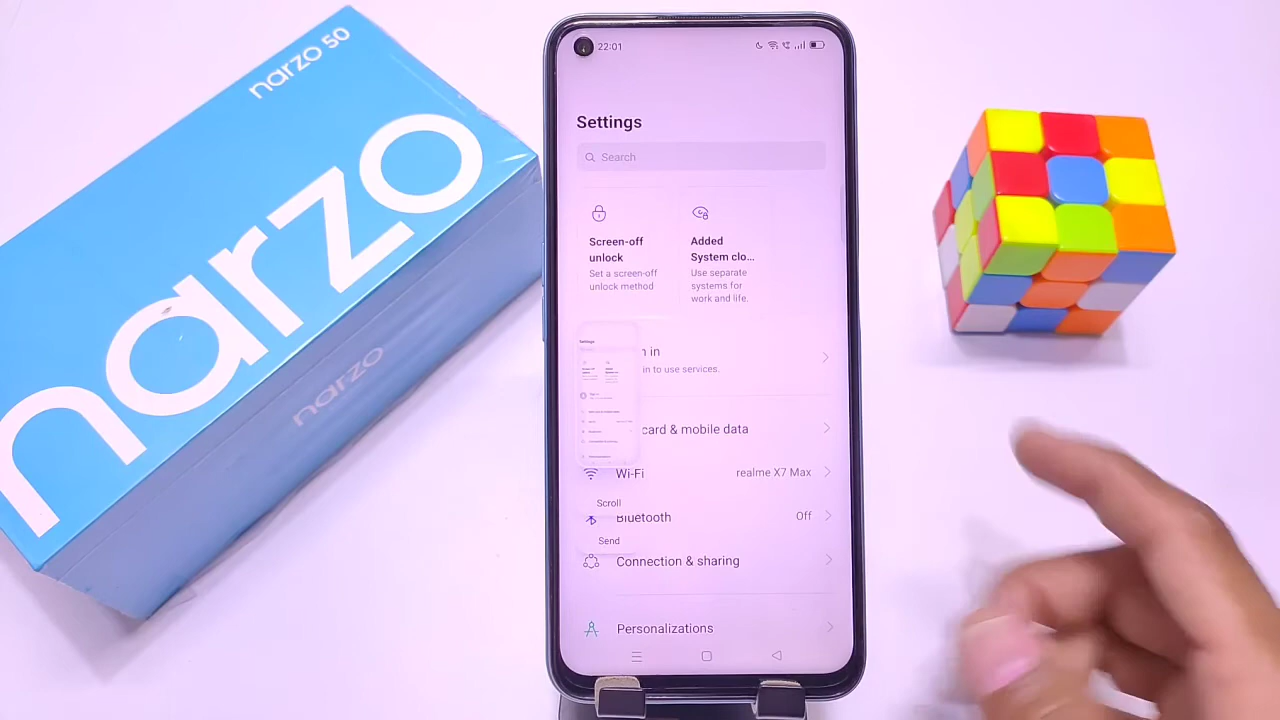 narzo 50
narzo
narzo
22:01
Settings
Search
Screen-off
unlock
Set a screen-off
unlock method
Added
System clo...
Use separate
systems for
work and life.
Settings
n in
in to use services.
card & mobile data
Wi-Fi
realme X7 Max
Scroll
Bluetooth
Off
Send
Connection & sharing
Personalizations